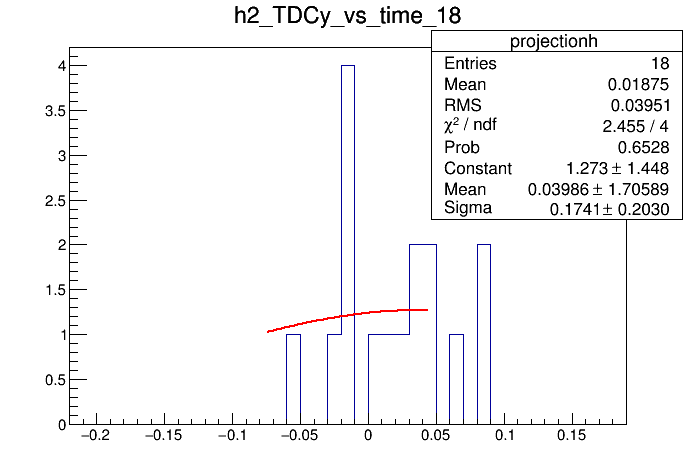 h2_TDCy_vs_time_18
projectionh
Entries 18
Mean 0.01875
RMS 0.03951
χ² / ndf 2.455 / 4
Prob 0.6528
Constant 1.273 ± 1.448
Mean 0.03986 ± 1.70589
Sigma 0.1741 ± 0.2030
4
3.5
3
2.5
2
1.5
1
0.5
0
−0.2 −0.15 −0.1 −0.05 0 0.05 0.1 0.15